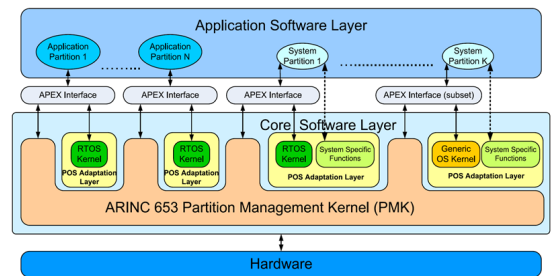 Application Software Layer
Application
Partition 1
Application
Partition N
System
Partition 1
System
Partition K
APEX Interface
APEX Interface
APEX Interface
APEX Interface (subset)
Core Software Layer
RTOS
Kernel
POS Adaptation
Layer
RTOS
Kernel
POS Adaptation
Layer
RTOS
Kernel
System Specific
Functions
POS Adaptation Layer
Generic
OS Kernel
System Specific
Functions
POS Adaptation Layer
ARINC 653 Partition Management Kernel (PMK)
Hardware